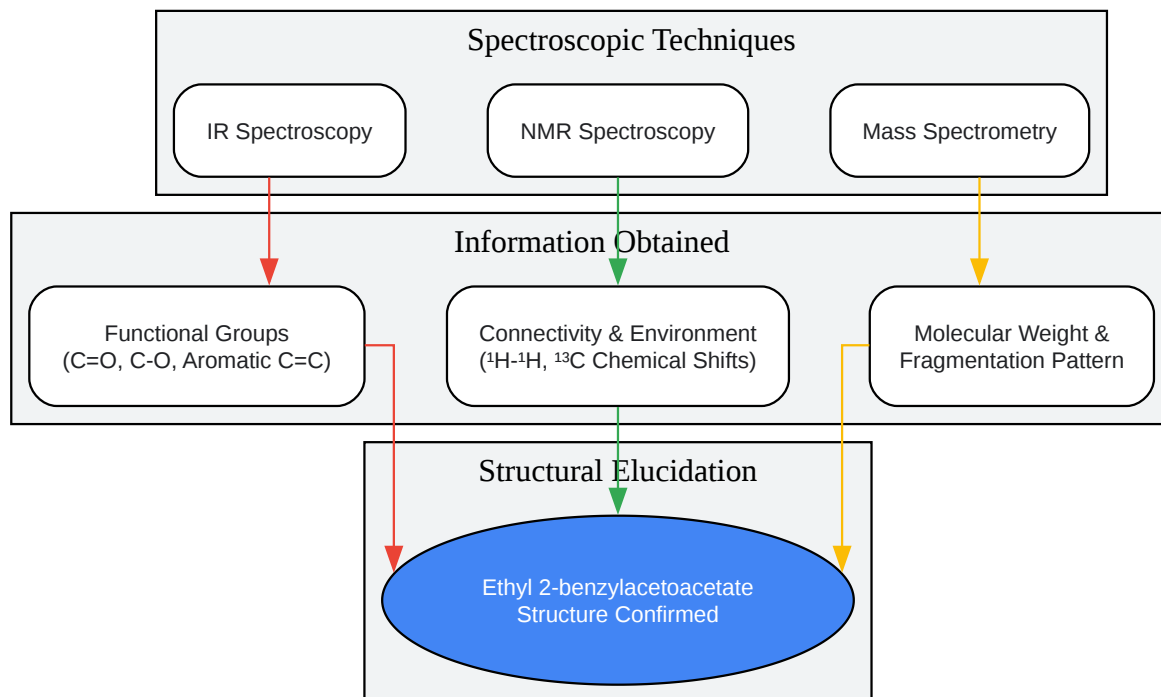 Spectroscopic Techniques
IR Spectroscopy
NMR Spectroscopy
Mass Spectrometry
Information Obtained
Functional Groups
(C=O, C-O, Aromatic C=C)
Connectivity & Environment
(¹H-¹H, ¹³C Chemical Shifts)
Molecular Weight &
Fragmentation Pattern
Structural Elucidation
Ethyl 2-benzylacetoacetate
Structure Confirmed